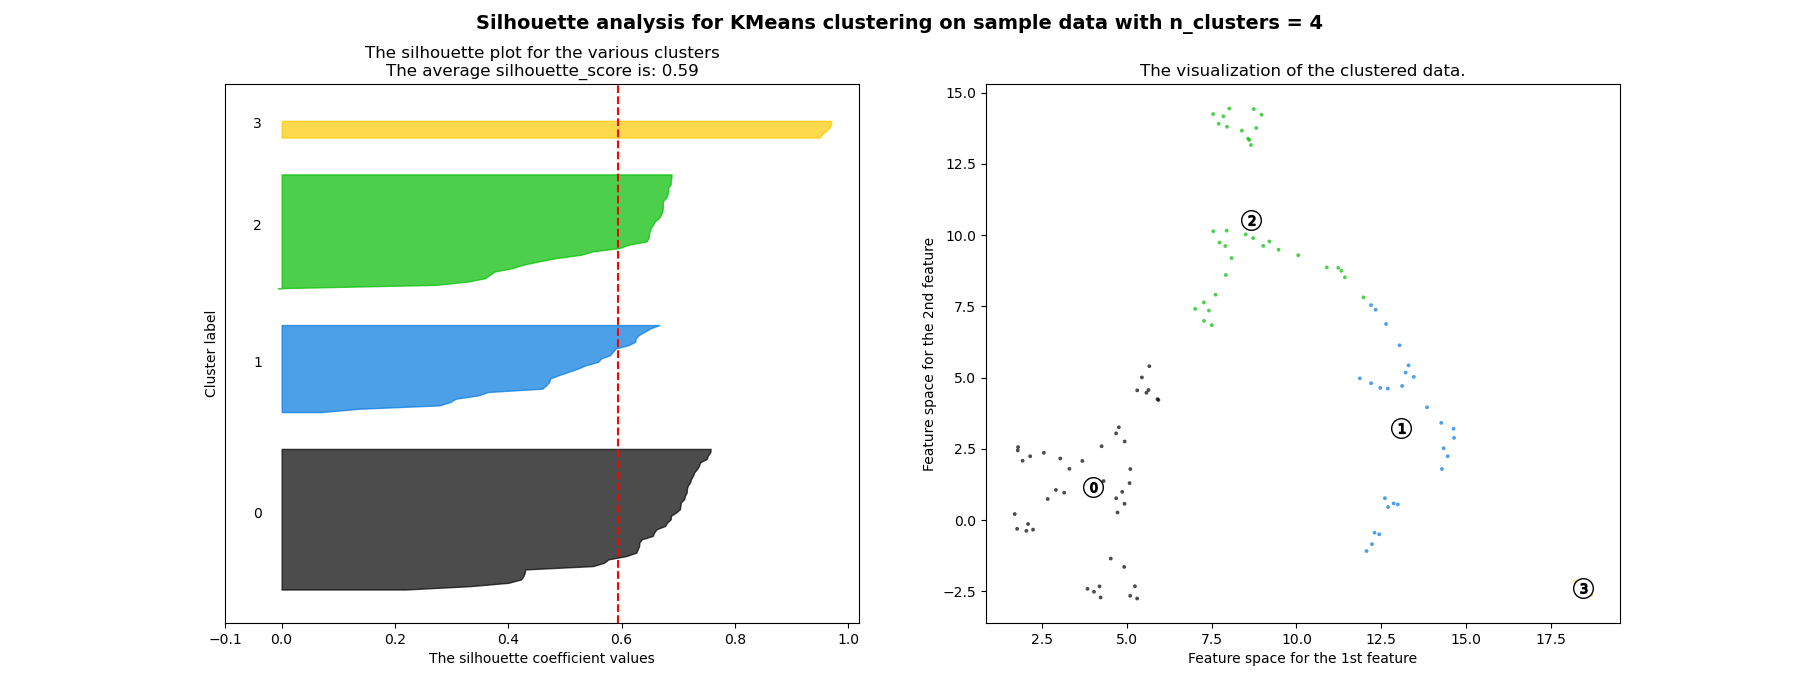 Silhouette analysis for KMeans clustering on sample data with n_clusters = 4
The silhouette plot for the various clusters
The average silhouette_score is: 0.59
3
2
1
0
Cluster label
−0.1 0.0 0.2 0.4 0.6 0.8 1.0
The silhouette coefficient values
The visualization of the clustered data.
15.0
12.5
10.0
7.5
5.0
2.5
0.0
−2.5
Feature space for the 2nd feature
2
1
0
3
2.5 5.0 7.5 10.0 12.5 15.0 17.5
Feature space for the 1st feature